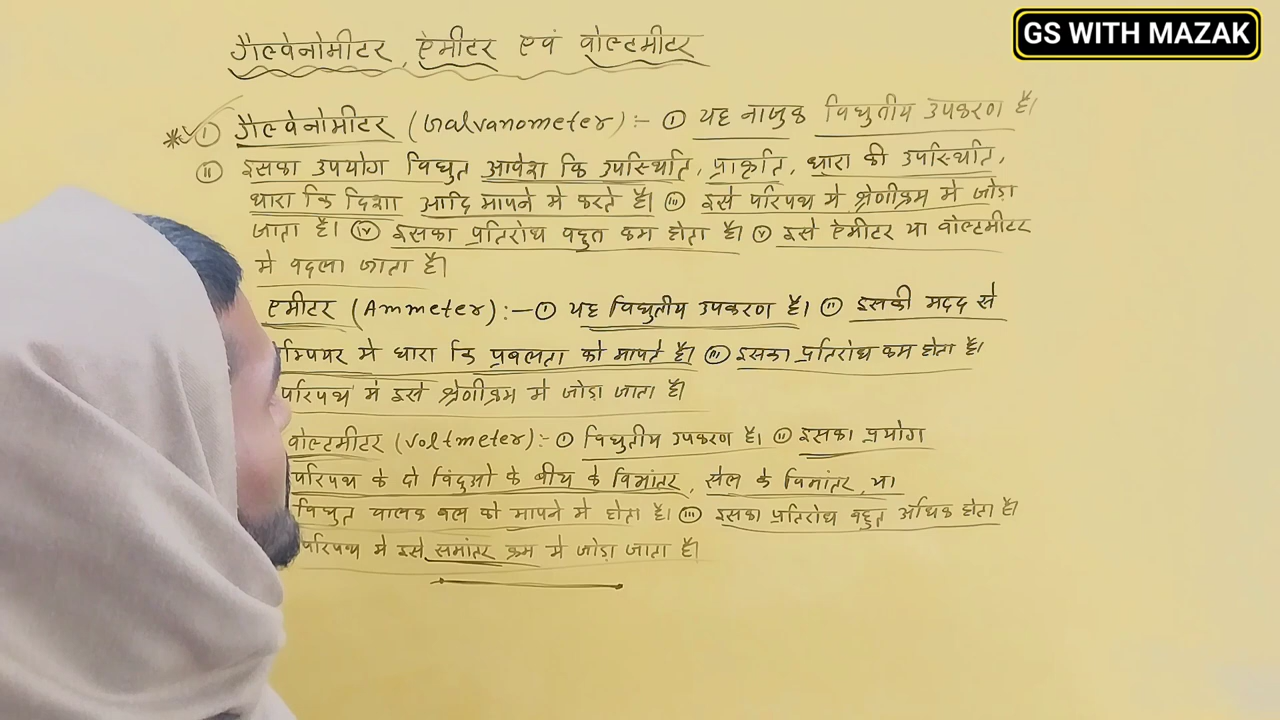 GS WITH MAZAK
गैल्वेनोमीटर, ऐमीटर एवं वोल्टमीटर
① गैल्वेनोमीटर (Galvanometer):- ① यह नाजुक विधुतीय उपकरण है।
② इसका उपयोग विधुत आवेश कि उपस्थिति, प्राकृति, धारा की उपस्थिति,
धारा कि दिशा आदि मापने मे करते है। ③ इसे परिपथ मे श्रेणीक्रम मे जोड़ा
जाता है। ④ इसका प्रतिरोध बहुत कम होता है। ⑤ इसे ऐमीटर या वोल्टमीटर
मे बदला जाता है।
एमीटर (Ammeter):- ① यह विधुतीय उपकरण है। ② इसकी मदद से
म्पियर मे धारा कि प्रबलता को मापते है। ③ इसका प्रतिरोध कम होता है।
परिपथ मे इसे श्रेणीक्रम मे जोड़ा जाता है।
वोल्टमीटर (Voltmeter):- ① विधुतीय उपकरण है। ② इसका प्रयोग
परिपथ के दो बिंदुओ के बीच के विभांतर, सेल के विभांतर, या
विधुत वालक बल को मापने मे होता है। ③ इसका प्रतिरोध बहुत अधिक होता है।
परिपथ मे इसे समांतर क्रम मे जोड़ा जाता है।